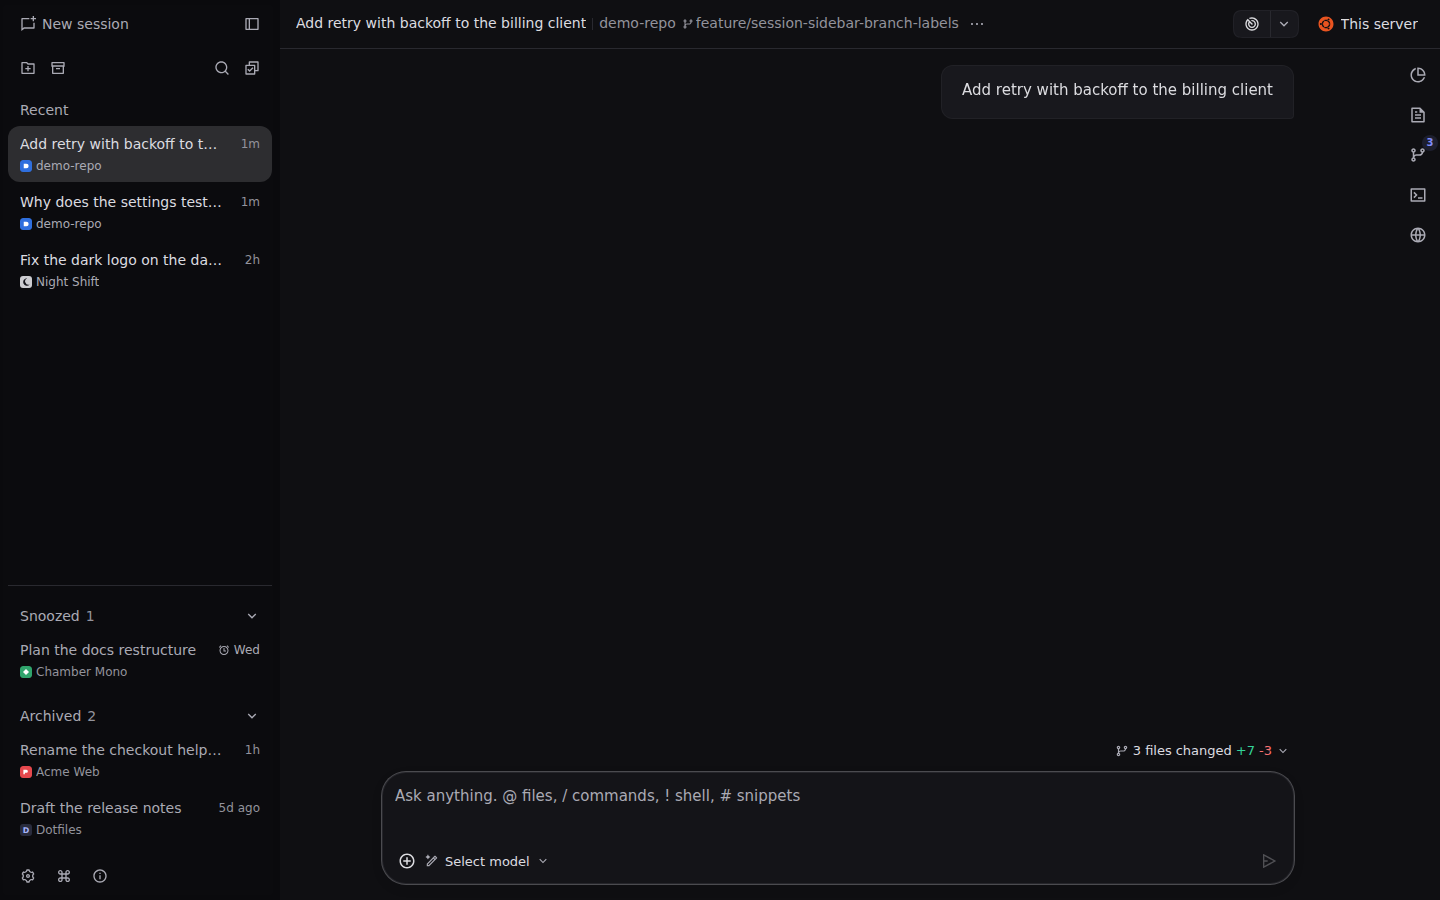 New session
Recent
Add retry with backoff to t… 1m
demo-repo
Why does the settings test… 1m
demo-repo
Fix the dark logo on the da… 2h
Night Shift
Snoozed 1
Plan the docs restructure Wed
Chamber Mono
Archived 2
Rename the checkout help… 1h
Acme Web
Draft the release notes 5d ago
D Dotfiles
Add retry with backoff to the billing client demo-repo feature/session-sidebar-branch-labels
This server
Add retry with backoff to the billing client
3
3 files changed +7 -3
Ask anything. @ files, / commands, ! shell, # snippets
Select model